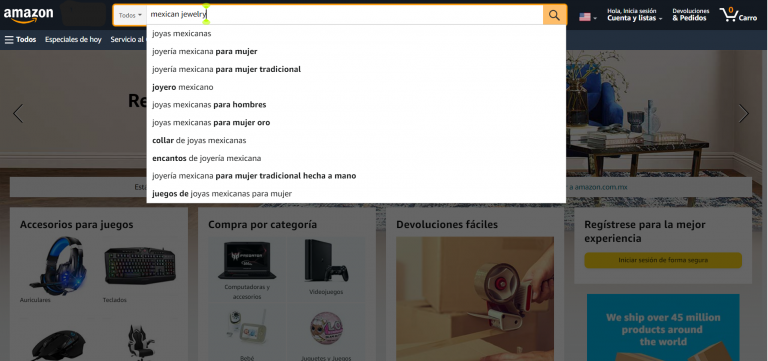 amazon
Todos
mexican jewelry
Hola, Inicia sesión
Cuenta y listas
Devoluciones
& Pedidos
0
Carro
Todos
Especiales de hoy
Servicio al
joyas mexicanas
joyería mexicana para mujer
joyería mexicana para mujer tradicional
joyero mexicano
joyas mexicanas para hombres
joyas mexicanas para mujer oro
collar de joyas mexicanas
encantos de joyería mexicana
joyería mexicana para mujer tradicional hecha a mano
juegos de joyas mexicanas para mujer
Re
Esta
a amazon.com.mx
Accesorios para juegos
Auriculares
Teclados
Compra por categoría
PREDATOR
Computadoras y
accesorios
Videojuegos
Bebé
Juguetes y Juegos
Devoluciones fáciles
Regístrese para la mejor
experiencia
Iniciar sesión de forma segura
We ship over 45 million
products around
the world